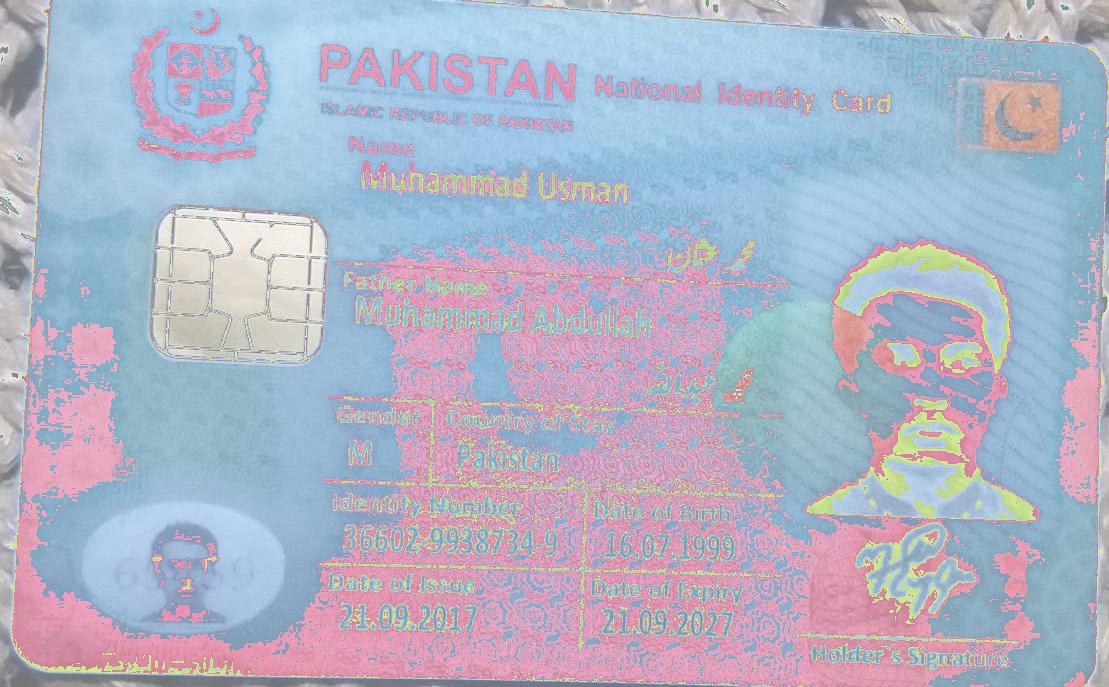 PAKISTAN National Identity Card
ISLAMIC REPUBLIC OF PAKISTAN
Name
Muhammad Usman
Father Name
Muhammad Abdullah
Gender Country of Stay
M Pakistan
Identity Number Date of Birth
36602-9938734-9 16.07.1999
Date of Issue Date of Expiry
21.09.2017 21.09.2027
Holder's Signature